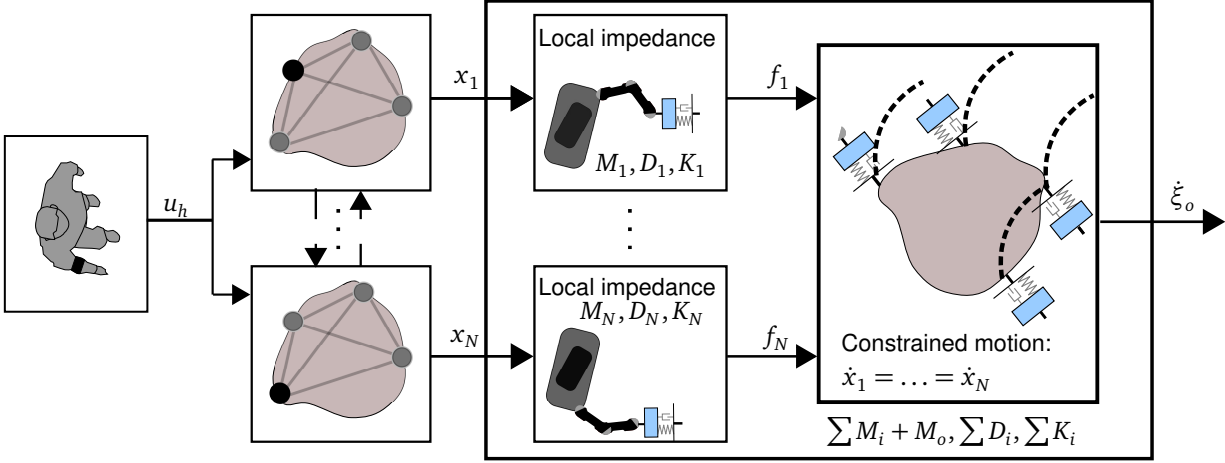 u_h
x_1
Local impedance
M_1, D_1, K_1
f_1
⋮
⋮
x_N
Local impedance
M_N, D_N, K_N
f_N
Constrained motion:
ẋ_1 = … = ẋ_N
∑ M_i + M_o, ∑ D_i, ∑ K_i
ξ̇_o